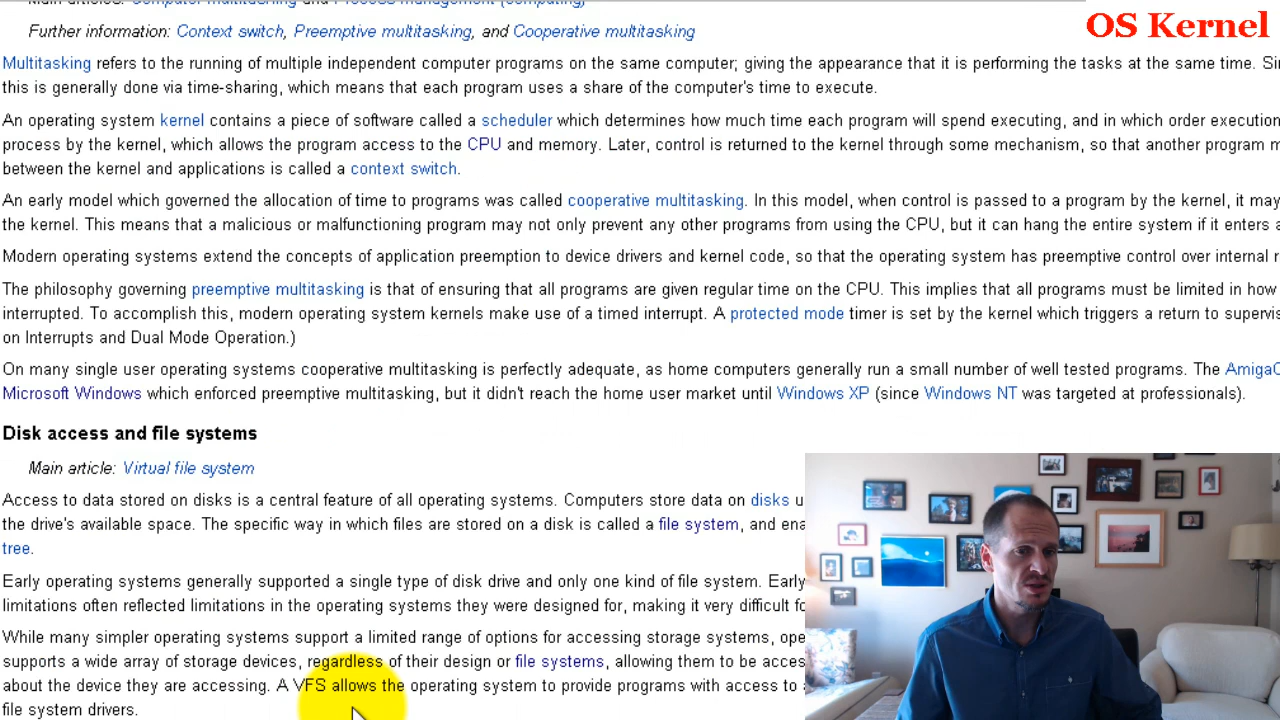 Main articles: Computer multitasking and Process management (computing)
OS Kernel
Further information: Context switch, Preemptive multitasking, and Cooperative multitasking
Multitasking refers to the running of multiple independent computer programs on the same computer; giving the appearance that it is performing the tasks at the same time. Si
this is generally done via time-sharing, which means that each program uses a share of the computer's time to execute.
An operating system kernel contains a piece of software called a scheduler which determines how much time each program will spend executing, and in which order execution
process by the kernel, which allows the program access to the CPU and memory. Later, control is returned to the kernel through some mechanism, so that another program m
between the kernel and applications is called a context switch.
An early model which governed the allocation of time to programs was called cooperative multitasking. In this model, when control is passed to a program by the kernel, it may
the kernel. This means that a malicious or malfunctioning program may not only prevent any other programs from using the CPU, but it can hang the entire system if it enters a
Modern operating systems extend the concepts of application preemption to device drivers and kernel code, so that the operating system has preemptive control over internal r
The philosophy governing preemptive multitasking is that of ensuring that all programs are given regular time on the CPU. This implies that all programs must be limited in how
interrupted. To accomplish this, modern operating system kernels make use of a timed interrupt. A protected mode timer is set by the kernel which triggers a return to supervis
on Interrupts and Dual Mode Operation.)
On many single user operating systems cooperative multitasking is perfectly adequate, as home computers generally run a small number of well tested programs. The AmigaO
Microsoft Windows which enforced preemptive multitasking, but it didn't reach the home user market until Windows XP (since Windows NT was targeted at professionals).
Disk access and file systems
Main article: Virtual file system
Access to data stored on disks is a central feature of all operating systems. Computers store data on disks u
the drive's available space. The specific way in which files are stored on a disk is called a file system, and ena
tree.
Early operating systems generally supported a single type of disk drive and only one kind of file system. Early
limitations often reflected limitations in the operating systems they were designed for, making it very difficult fo
While many simpler operating systems support a limited range of options for accessing storage systems, ope
supports a wide array of storage devices, regardless of their design or file systems, allowing them to be acces
about the device they are accessing. A VFS allows the operating system to provide programs with access to
file system drivers.